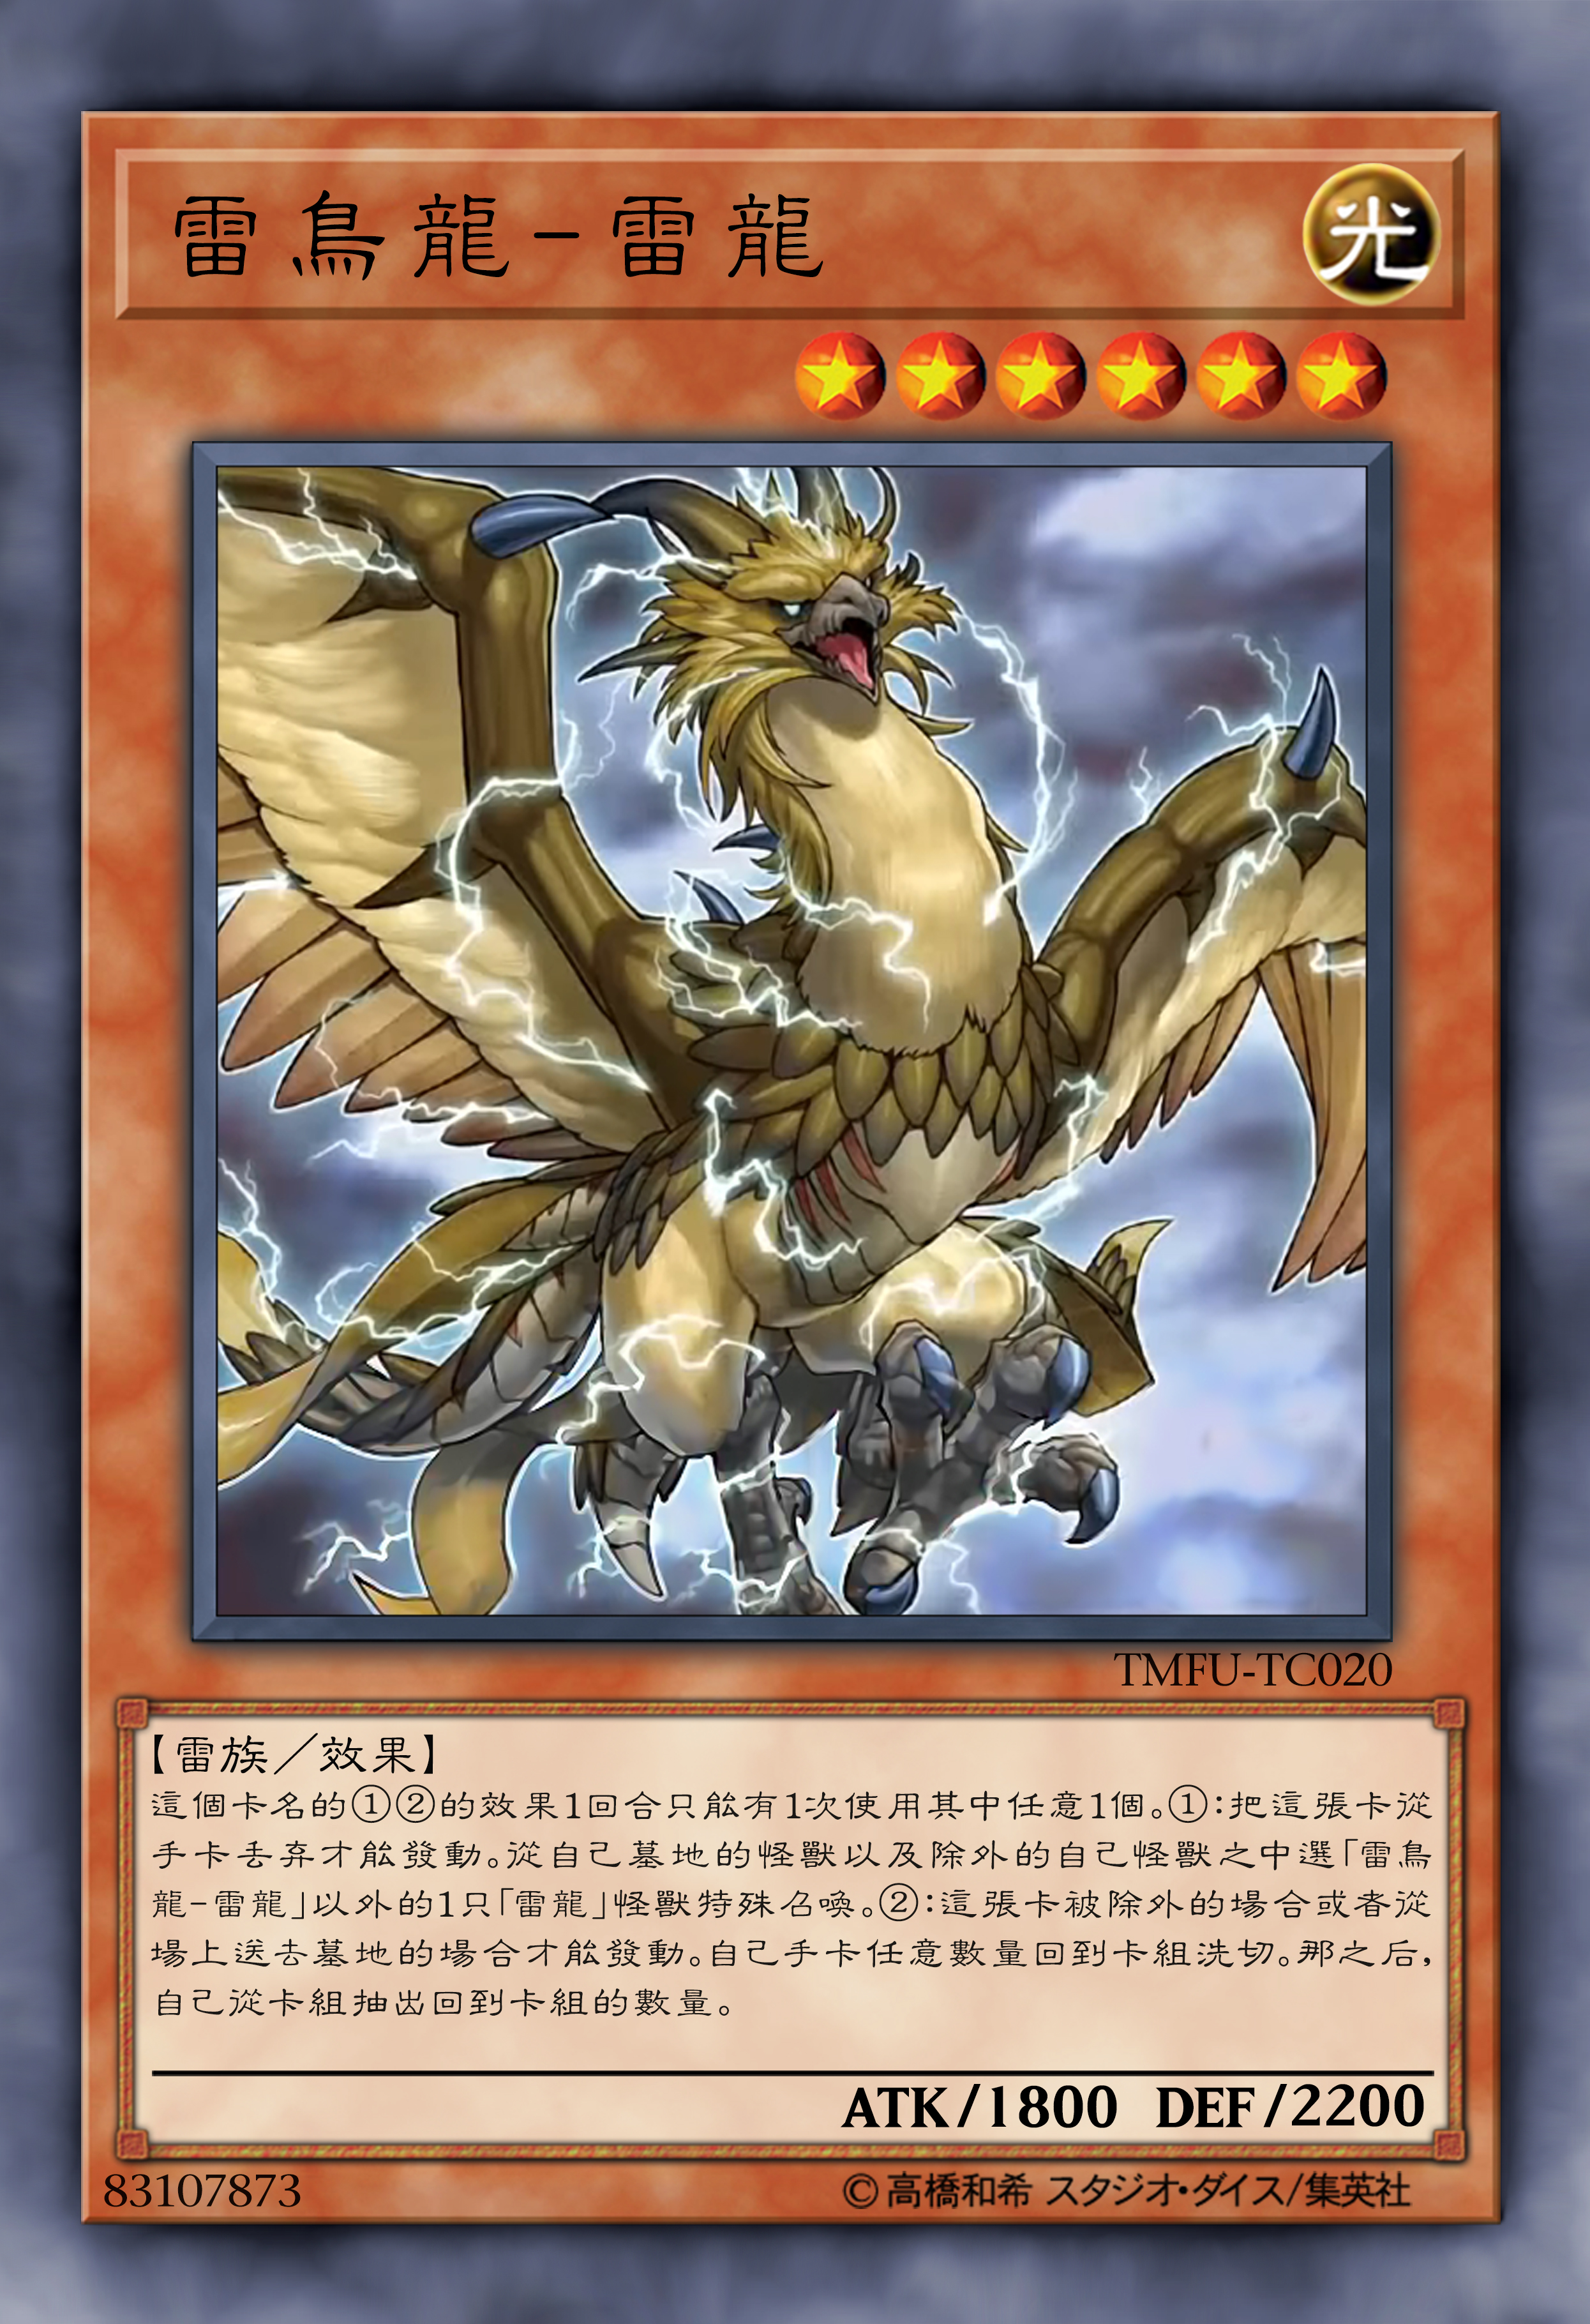 雷鳥龍-雷龍
光
TMFU-TC020
【雷族／效果】
這個卡名的①②的效果1回合只能有1次使用其中任意1個。①:把這張卡從
手卡丟弃才能發動。從自己墓地的怪獸以及除外的自己怪獸之中選「雷鳥
龍-雷龍」以外的1只「雷龍」怪獸特殊召喚。②:這張卡被除外的場合或者從
場上送去墓地的場合才能發動。自己手卡任意數量回到卡組洗切。那之后,
自己從卡組抽出回到卡組的數量。
ATK/1800 DEF/2200
83107873
©高橋和希 スタジオ・ダイス/集英社